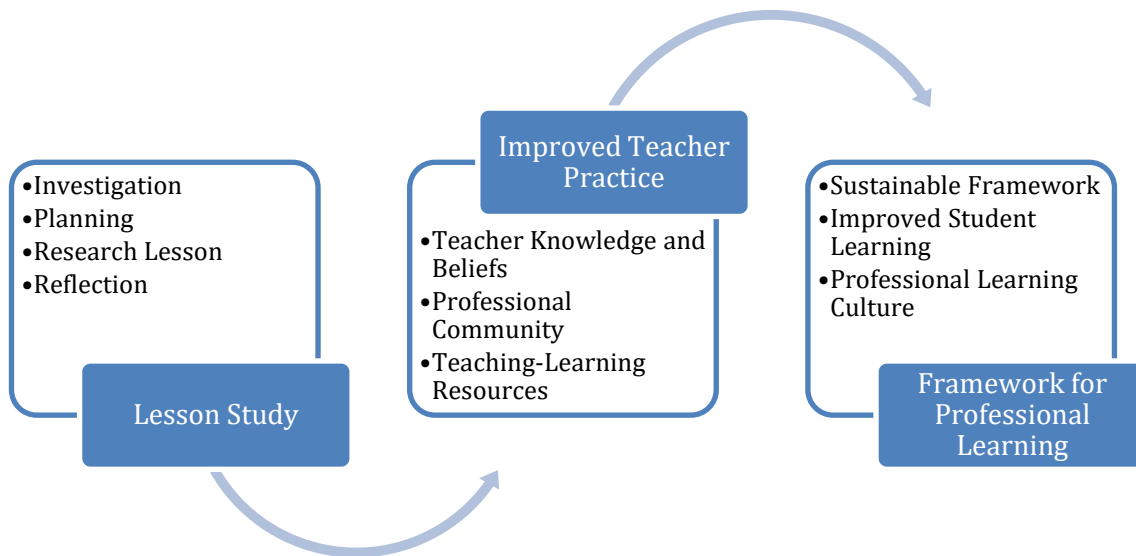 •Investigation
•Planning
•Research Lesson
•Reflection
Lesson Study
Improved Teacher
Practice
•Teacher Knowledge and
Beliefs
•Professional
Community
•Teaching-Learning
Resources
•Sustainable Framework
•Improved Student
Learning
•Professional Learning
Culture
Framework for
Professional
Learning